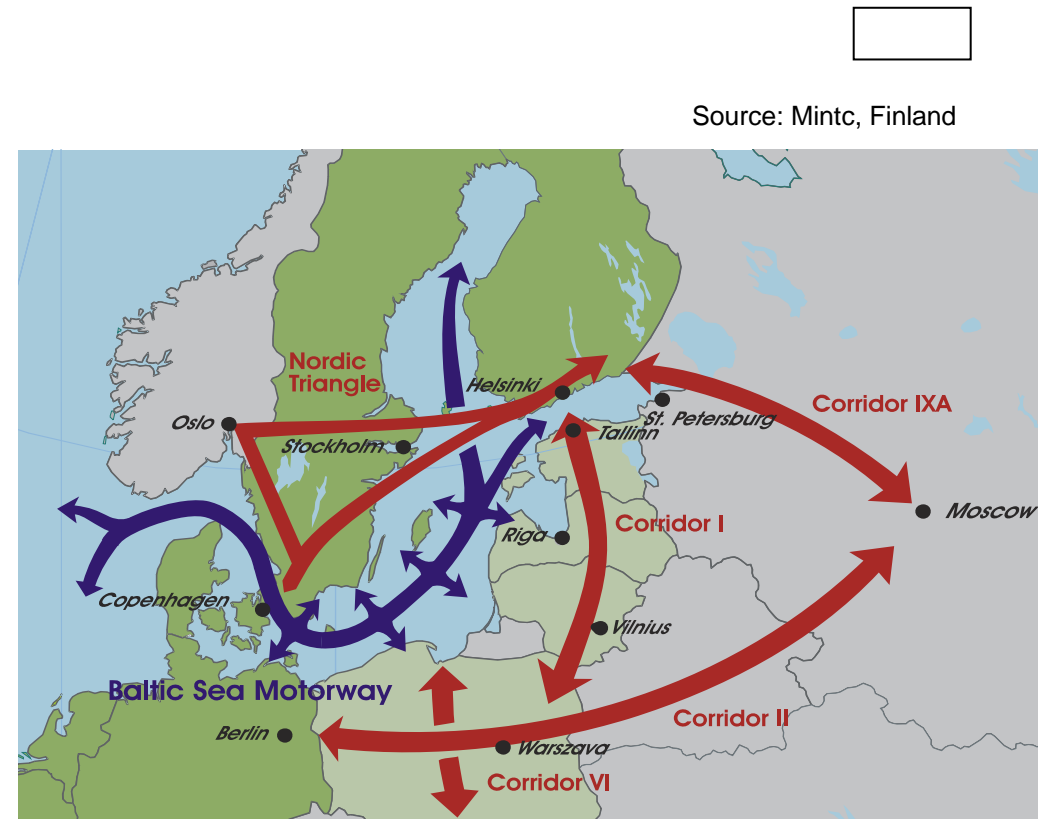 Source: Mintc, Finland
Nordic
Triangle
Helsinki
Corridor IXA
Oslo
St. Petersburg
Stockholm
Tallinn
Moscow
Corridor I
Riga
Copenhagen
Vilnius
Baltic Sea Motorway
Corridor II
Berlin
Warszava
Corridor VI